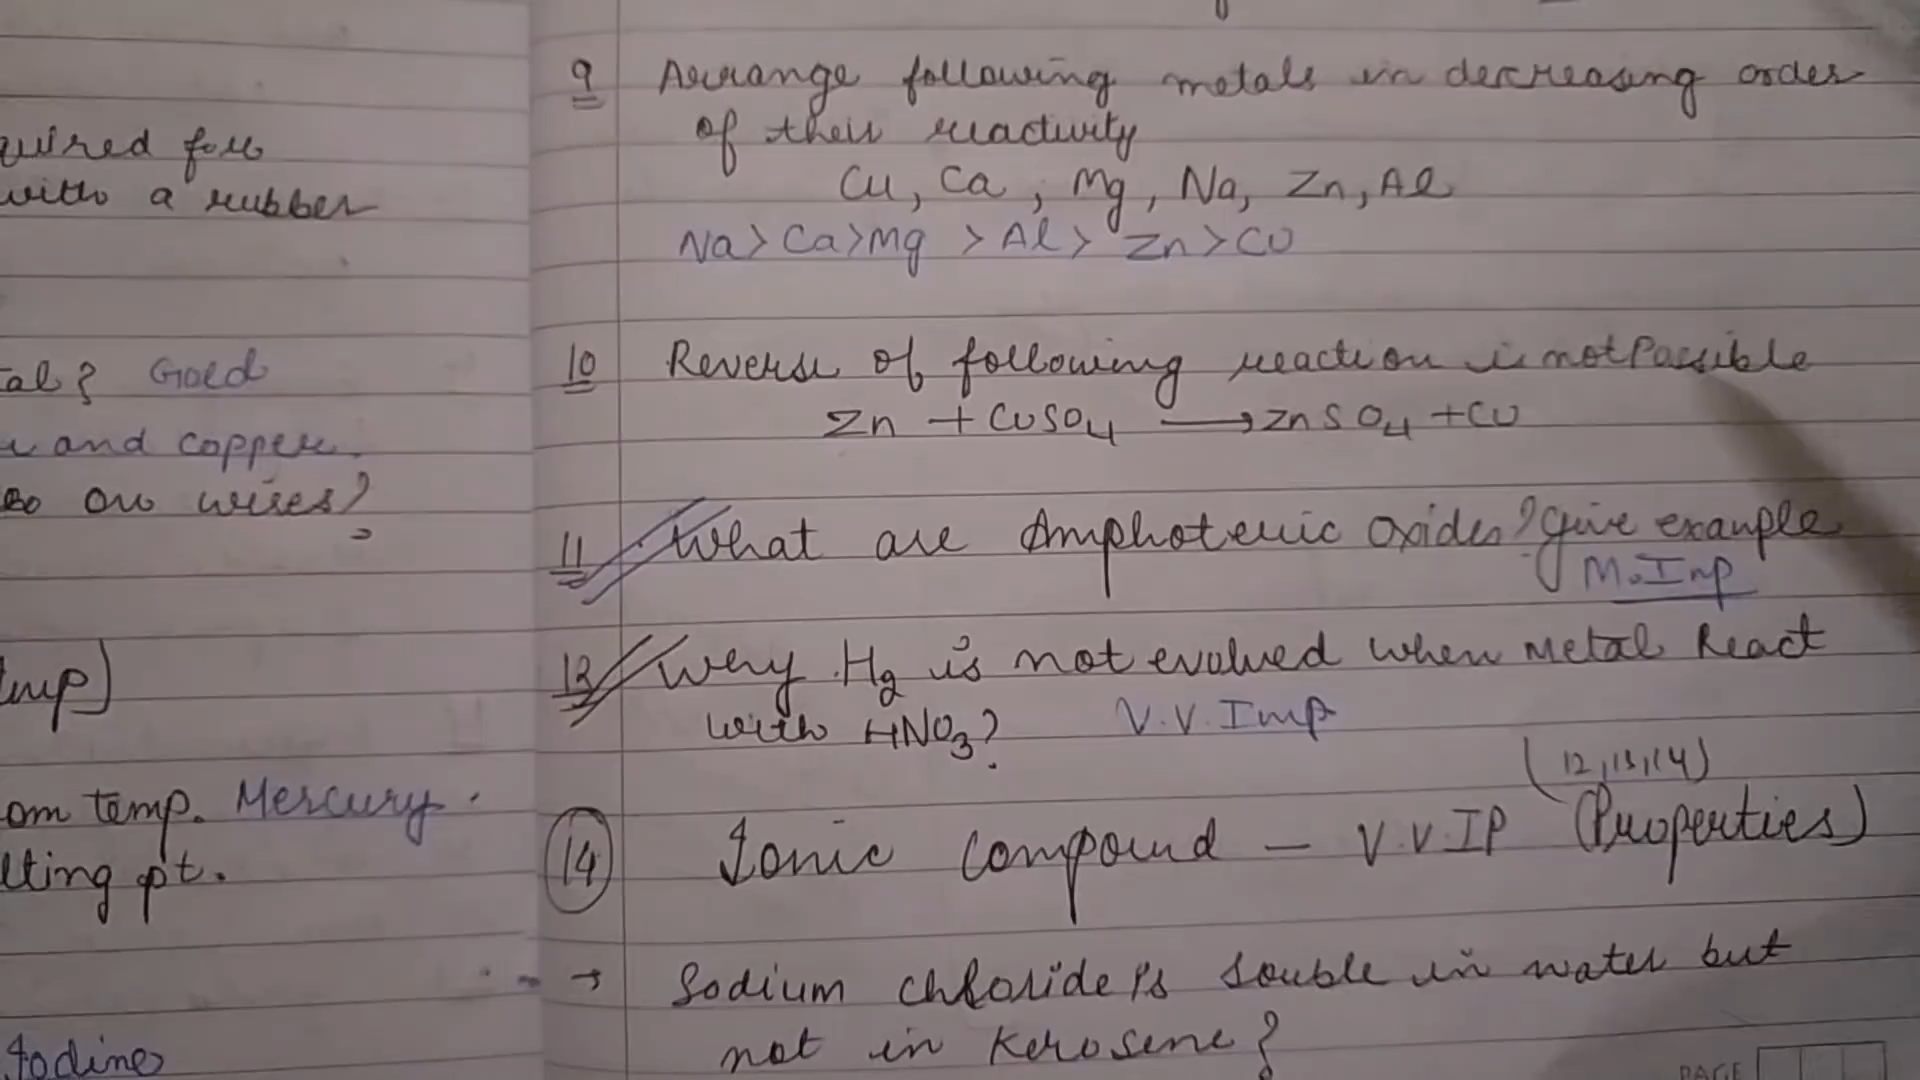 quired for
with a rubber
tal? Gold
r and copper.
on wires?
Imp)
om temp. Mercury.
lting pt.
Iodine
9 Arrange following metals in decreasing order
of their reactivity
Cu, Ca, Mg, Na, Zn, Al
Na > Ca > Mg > Al > Zn > CU
10 Reverse of following reaction is not Possible
Zn + CUSO4 → ZnSO4 + CU
11 What are Amphoteric Oxides? Give example
M. Imp
13 Why H2 is not evolved when Metal React
with HNO3? V.V. Imp
(12,13,14)
14 Ionic Compound - V.V.IP (Properties)
→ Sodium chloride is souble in water but
not in Kerosene?
PAGE